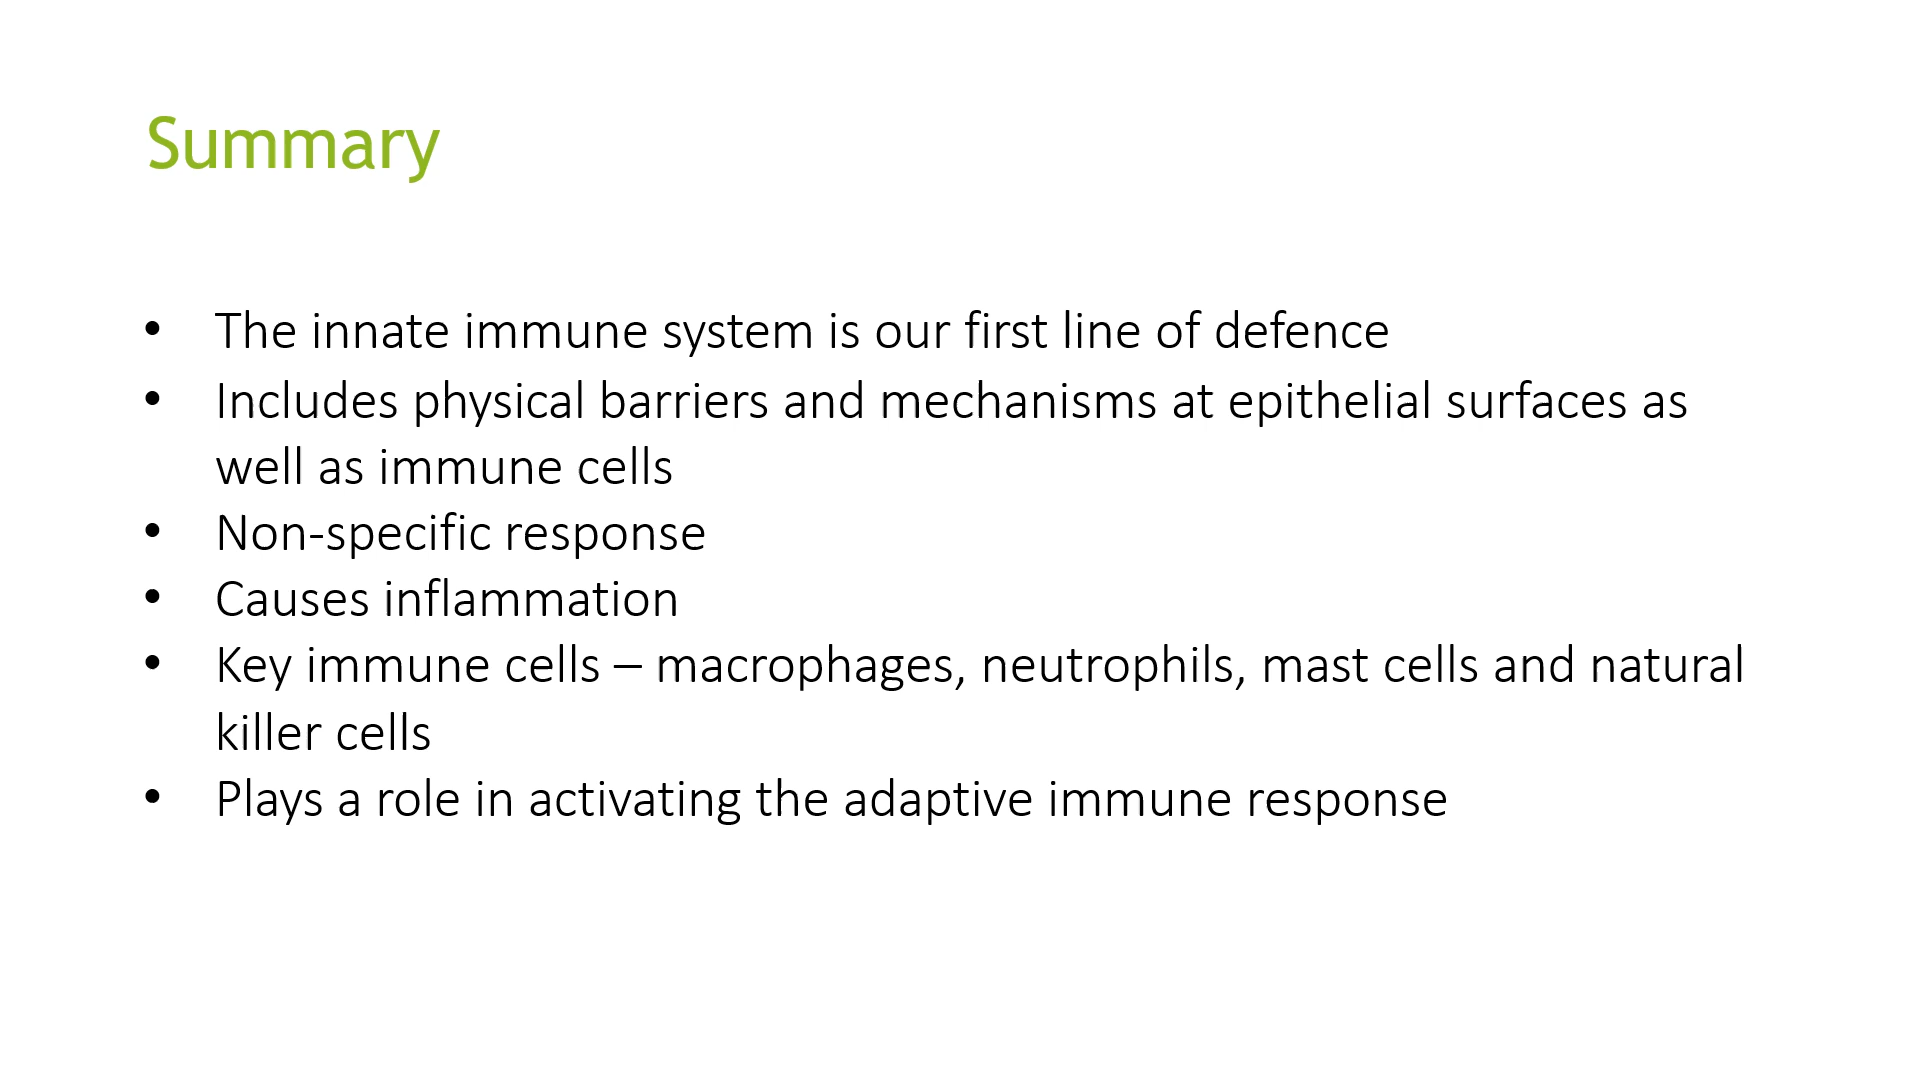 Summary
• The innate immune system is our first line of defence
• Includes physical barriers and mechanisms at epithelial surfaces as
well as immune cells
• Non-specific response
• Causes inflammation
• Key immune cells – macrophages, neutrophils, mast cells and natural
killer cells
• Plays a role in activating the adaptive immune response